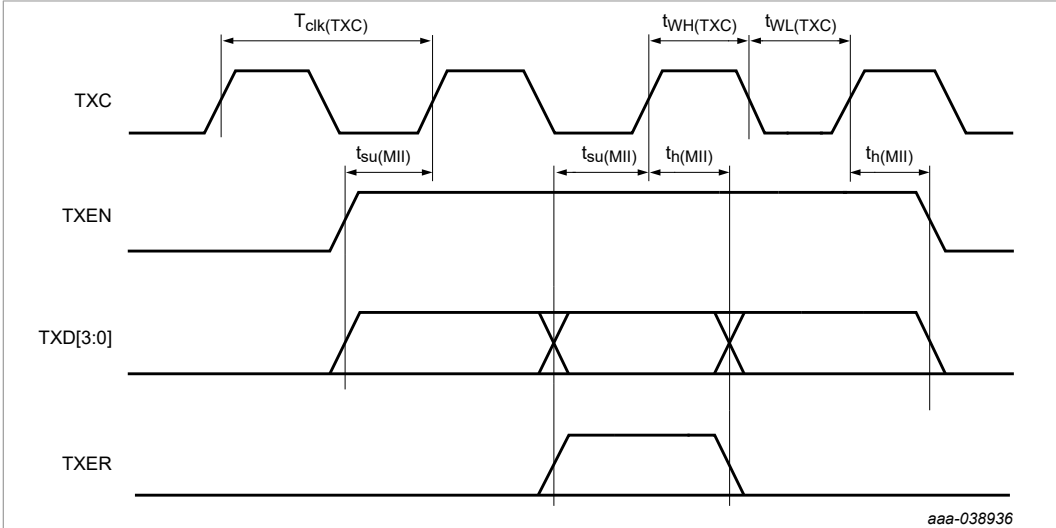 Tclk(TXC)
tWH(TXC)
tWL(TXC)
TXC
tsu(MII)
tsu(MII)
th(MII)
th(MII)
TXEN
TXD[3:0]
TXER
aaa-038936